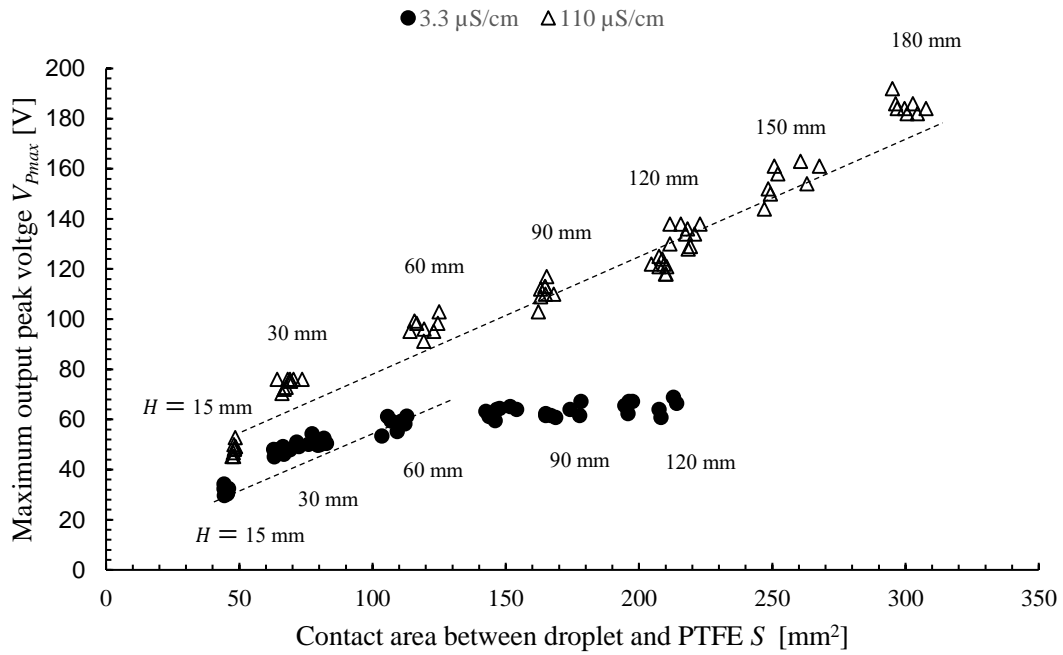 ● 3.3 µS/cm △ 110 µS/cm
180 mm
150 mm
120 mm
90 mm
60 mm
30 mm
H = 15 mm
60 mm
90 mm
120 mm
30 mm
H = 15 mm
200
180
160
140
120
100
80
60
40
20
0
Maximum output peak voltge V_{Pmax} [V]
0 50 100 150 200 250 300 350
Contact area between droplet and PTFE S [mm²]